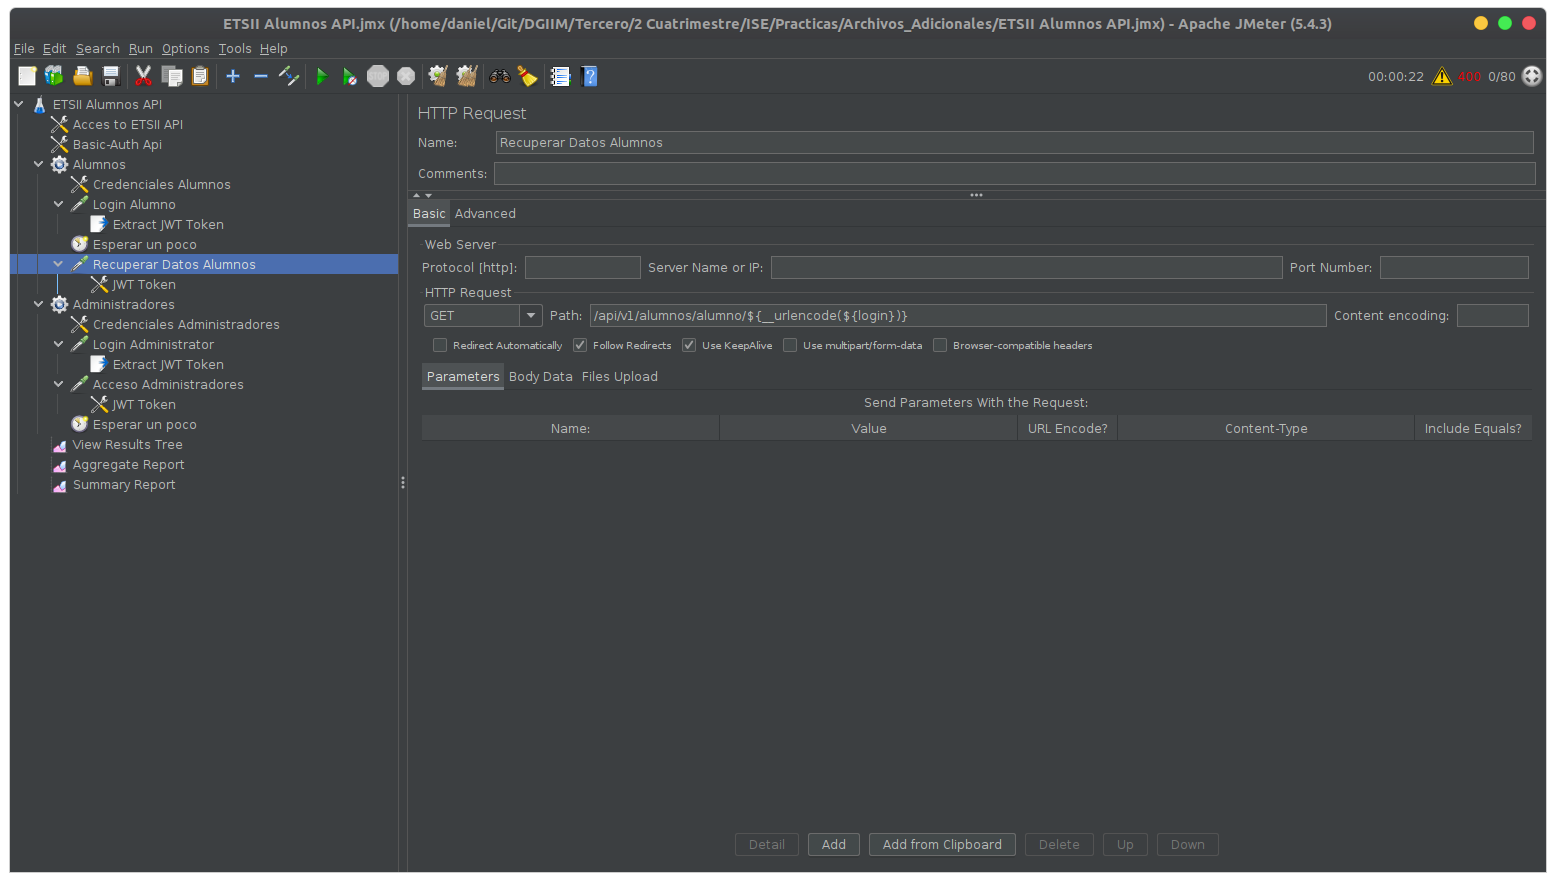 ETSII Alumnos API.jmx (/home/daniel/Git/DGIIM/Tercero/2 Cuatrimestre/ISE/Practicas/Archivos_Adicionales/ETSII Alumnos API.jmx) - Apache JMeter (5.4.3)
File Edit Search Run Options Tools Help
STOP
00:00:22 400 0/80
ETSII Alumnos API
Acces to ETSII API
Basic-Auth Api
Alumnos
Credenciales Alumnos
Login Alumno
Extract JWT Token
Esperar un poco
Recuperar Datos Alumnos
JWT Token
Administradores
Credenciales Administradores
Login Administrator
Extract JWT Token
Acceso Administradores
JWT Token
Esperar un poco
View Results Tree
Aggregate Report
Summary Report
HTTP Request
Name: Recuperar Datos Alumnos
Comments:
Basic Advanced
Web Server
Protocol [http]: Server Name or IP: Port Number:
HTTP Request
GET Path: /api/v1/alumnos/alumno/${__urlencode(${login})} Content encoding:
Redirect Automatically Follow Redirects Use KeepAlive Use multipart/form-data Browser-compatible headers
Parameters Body Data Files Upload
Send Parameters With the Request:
Name: Value URL Encode? Content-Type Include Equals?
Detail Add Add from Clipboard Delete Up Down